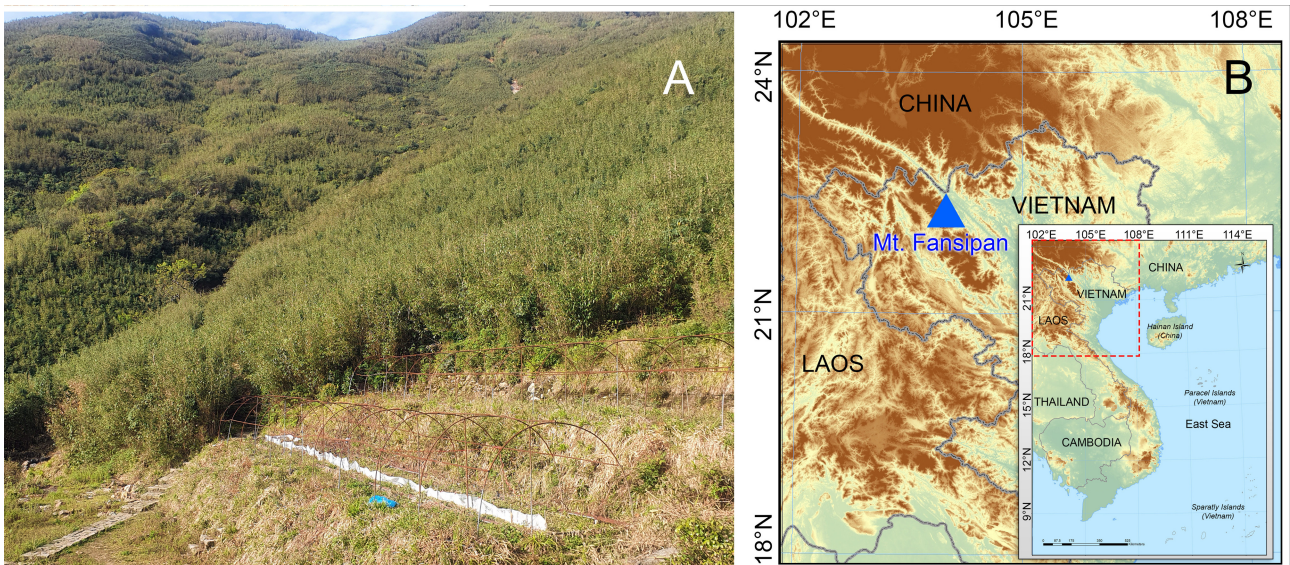 A
102°E 105°E 108°E
B
24°N
21°N
18°N
CHINA
VIETNAM
Mt. Fansipan
LAOS
102°E 105°E 108°E 111°E 114°E
21°N
18°N
15°N
12°N
9°N
CHINA
VIETNAM
LAOS
Hainan Island
(China)
THILAND
Paracel Islands
(Vietnam)
East Sea
CAMBODIA
Spratly Islands
(Vietnam)